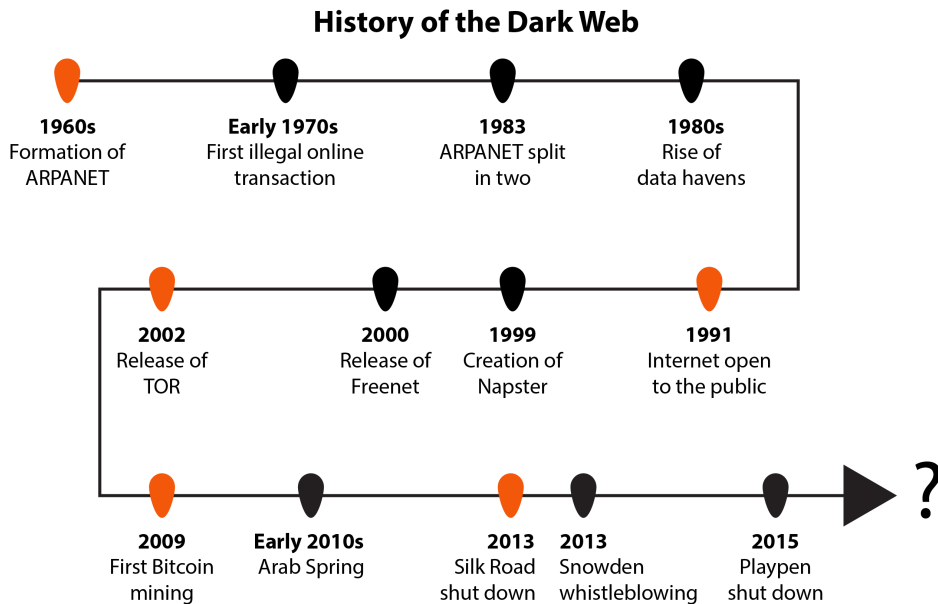 History of the Dark Web
1960s
Formation of
ARPANET
Early 1970s
First illegal online
transaction
1983
ARPANET split
in two
1980s
Rise of
data havens
2002
Release of
TOR
2000
Release of
Freenet
1999
Creation of
Napster
1991
Internet open
to the public
2009
First Bitcoin
mining
Early 2010s
Arab Spring
2013
Silk Road
shut down
2013
Snowden
whistleblowing
2015
Playpen
shut down
?